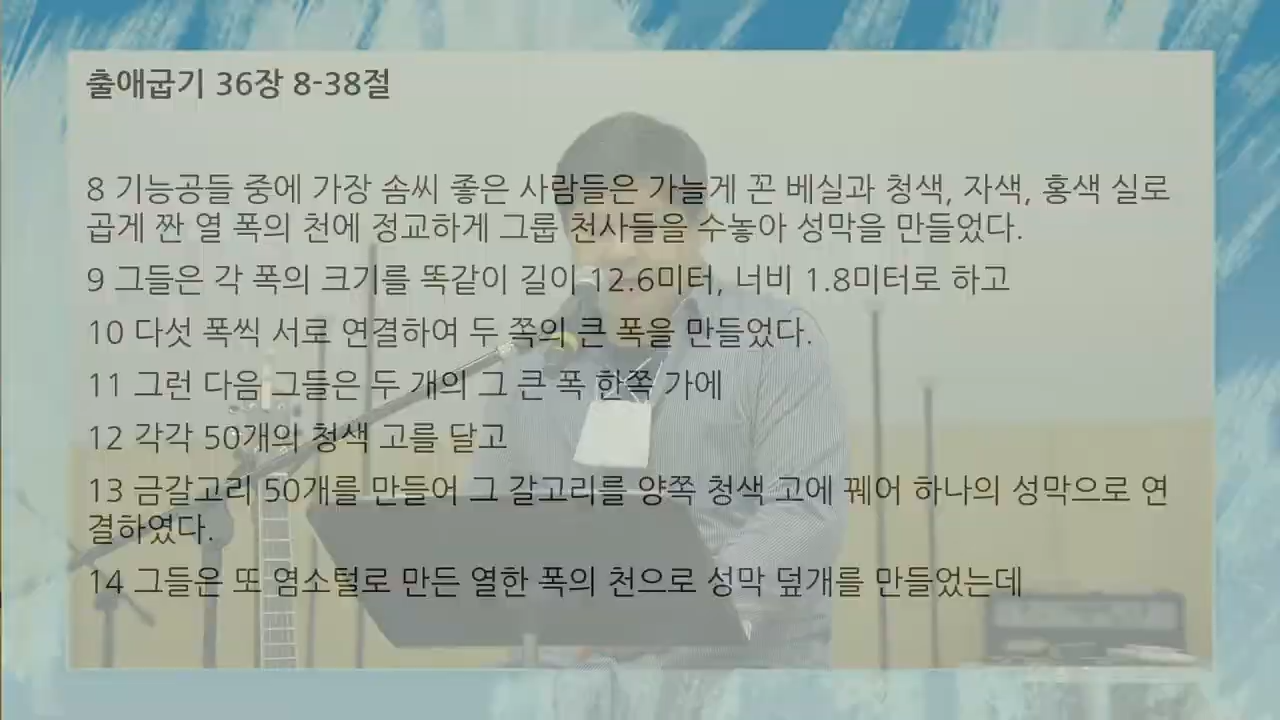 출애굽기 36장 8-38절
8 기능공들 중에 가장 솜씨 좋은 사람들은 가늘게 꼰 베실과 청색, 자색, 홍색 실로
곱게 짠 열 폭의 천에 정교하게 그룹 천사들을 수놓아 성막을 만들었다.
9 그들은 각 폭의 크기를 똑같이 길이 12.6미터, 너비 1.8미터로 하고
10 다섯 폭씩 서로 연결하여 두 쪽의 큰 폭을 만들었다.
11 그런 다음 그들은 두 개의 그 큰 폭 한쪽 가에
12 각각 50개의 청색 고를 달고
13 금갈고리 50개를 만들어 그 갈고리를 양쪽 청색 고에 꿰어 하나의 성막으로 연
결하였다.
14 그들은 또 염소털로 만든 열한 폭의 천으로 성막 덮개를 만들었는데